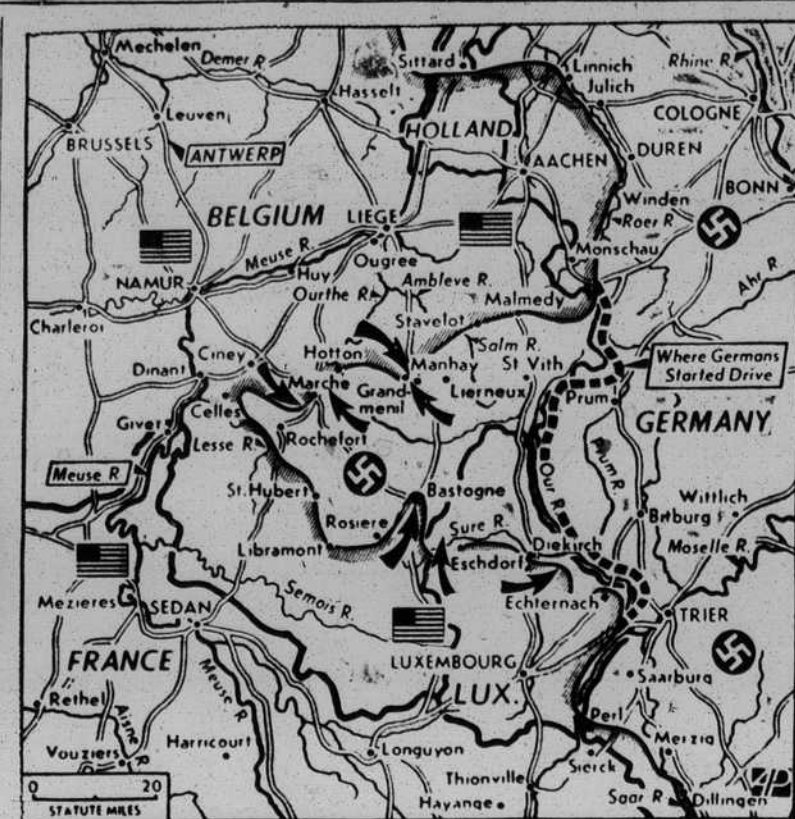 Mechelen
Demer R.
Sittard
Linnich
Rhine R.
Julich
Hasselt
COLOGNE
Leuven
HOLLAND
BRUSSELS
ANTWERP
AACHEN
DUREN
BONN
Winden
BELGIUM
LIEGE
Roer R
Meuse R.
Ougree
Monschau
NAMUR
Huy
Ambleve R.
Ahr R.
Ourthe R.
Malmedy
Charleroi
Stavelot
Salm R.
Ciney
Hotton
Manhay
St Vith
Where Germans
Started Drive
Dinant
Marche
Grand-
menil
Lierneux
Prum
Celles
GERMANY
Givet
Rochefort
Lesse R.
Meuse R.
Our R.
Prum R.
St. Hubert
Bastogne
Wittlich
Rosiere
Sure R.
Bitburg
Libramont
Diekirch
Moselle R.
Eschdorf
Mezieres
Semois R.
Echternach
SEDAN
TRIER
FRANCE
LUXEMBOURG
Meuse R
LUX.
Saarburg
Rethel
Perl
Aisne R
Merzig
Vouziers
Harricourt
Longuyon
Sierck
0 20
Thionville
STATUTE MILES
Hayange
Saar R
Dillingen
AP